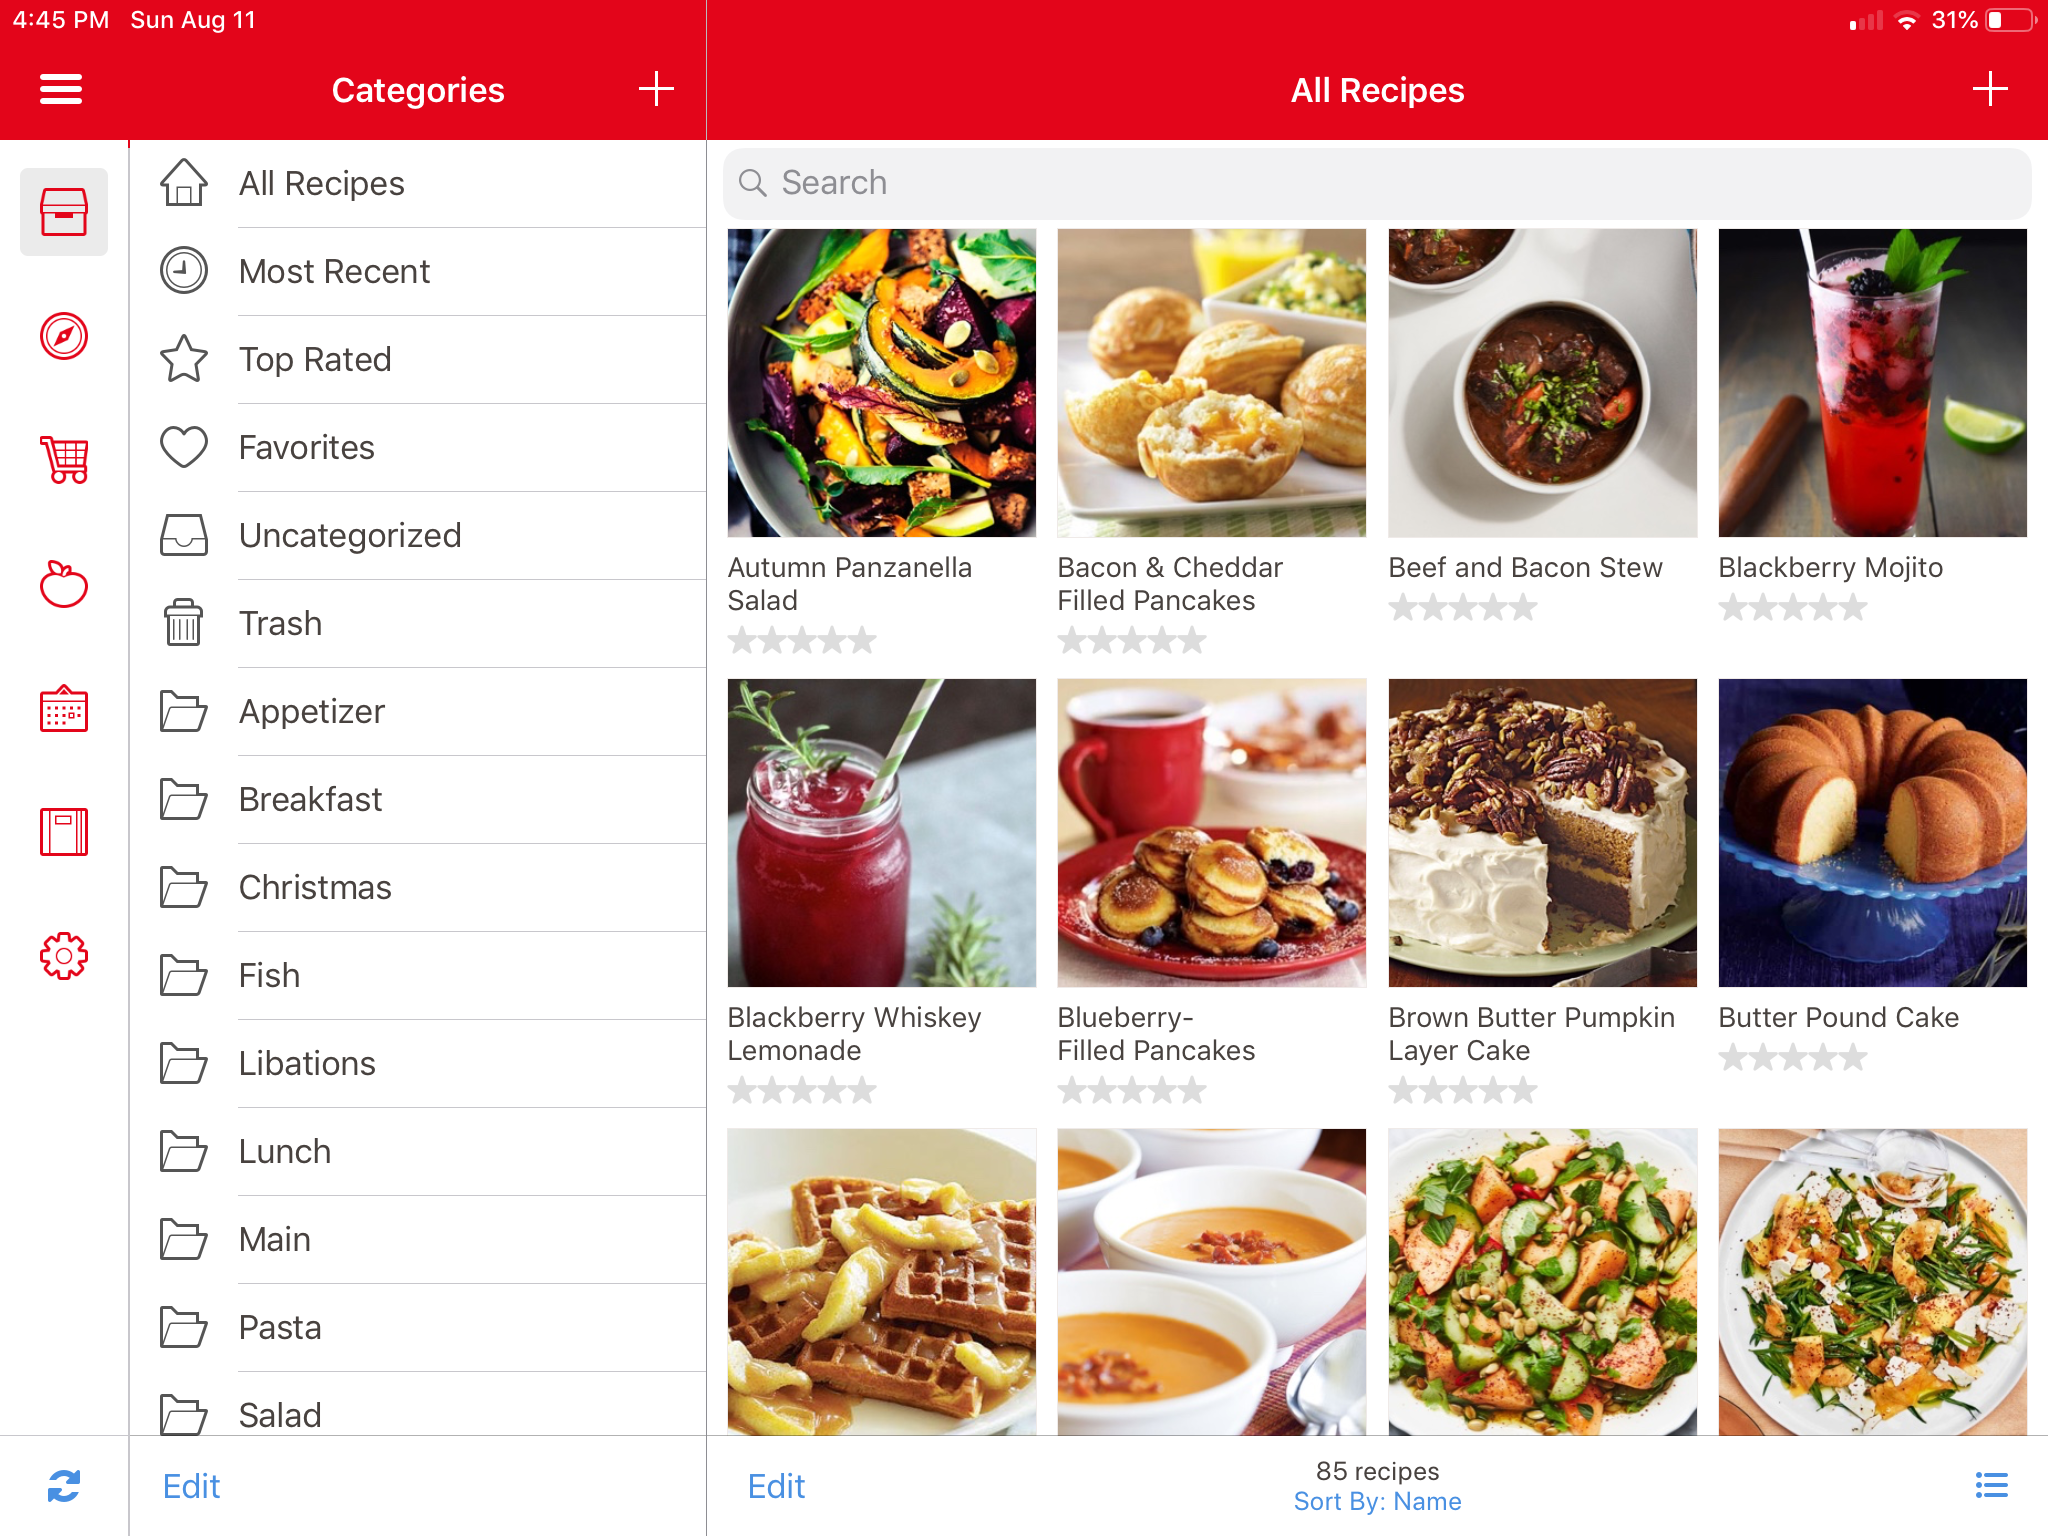 4:45 PM Sun Aug 11
31%
Categories
All Recipes
All Recipes
Most Recent
Top Rated
Favorites
Uncategorized
Trash
Appetizer
Breakfast
Christmas
Fish
Libations
Lunch
Main
Pasta
Salad
Edit
Search
Autumn Panzanella
Salad
Bacon & Cheddar
Filled Pancakes
Beef and Bacon Stew
Blackberry Mojito
Blackberry Whiskey
Lemonade
Blueberry-
Filled Pancakes
Brown Butter Pumpkin
Layer Cake
Butter Pound Cake
Edit
85 recipes
Sort By: Name